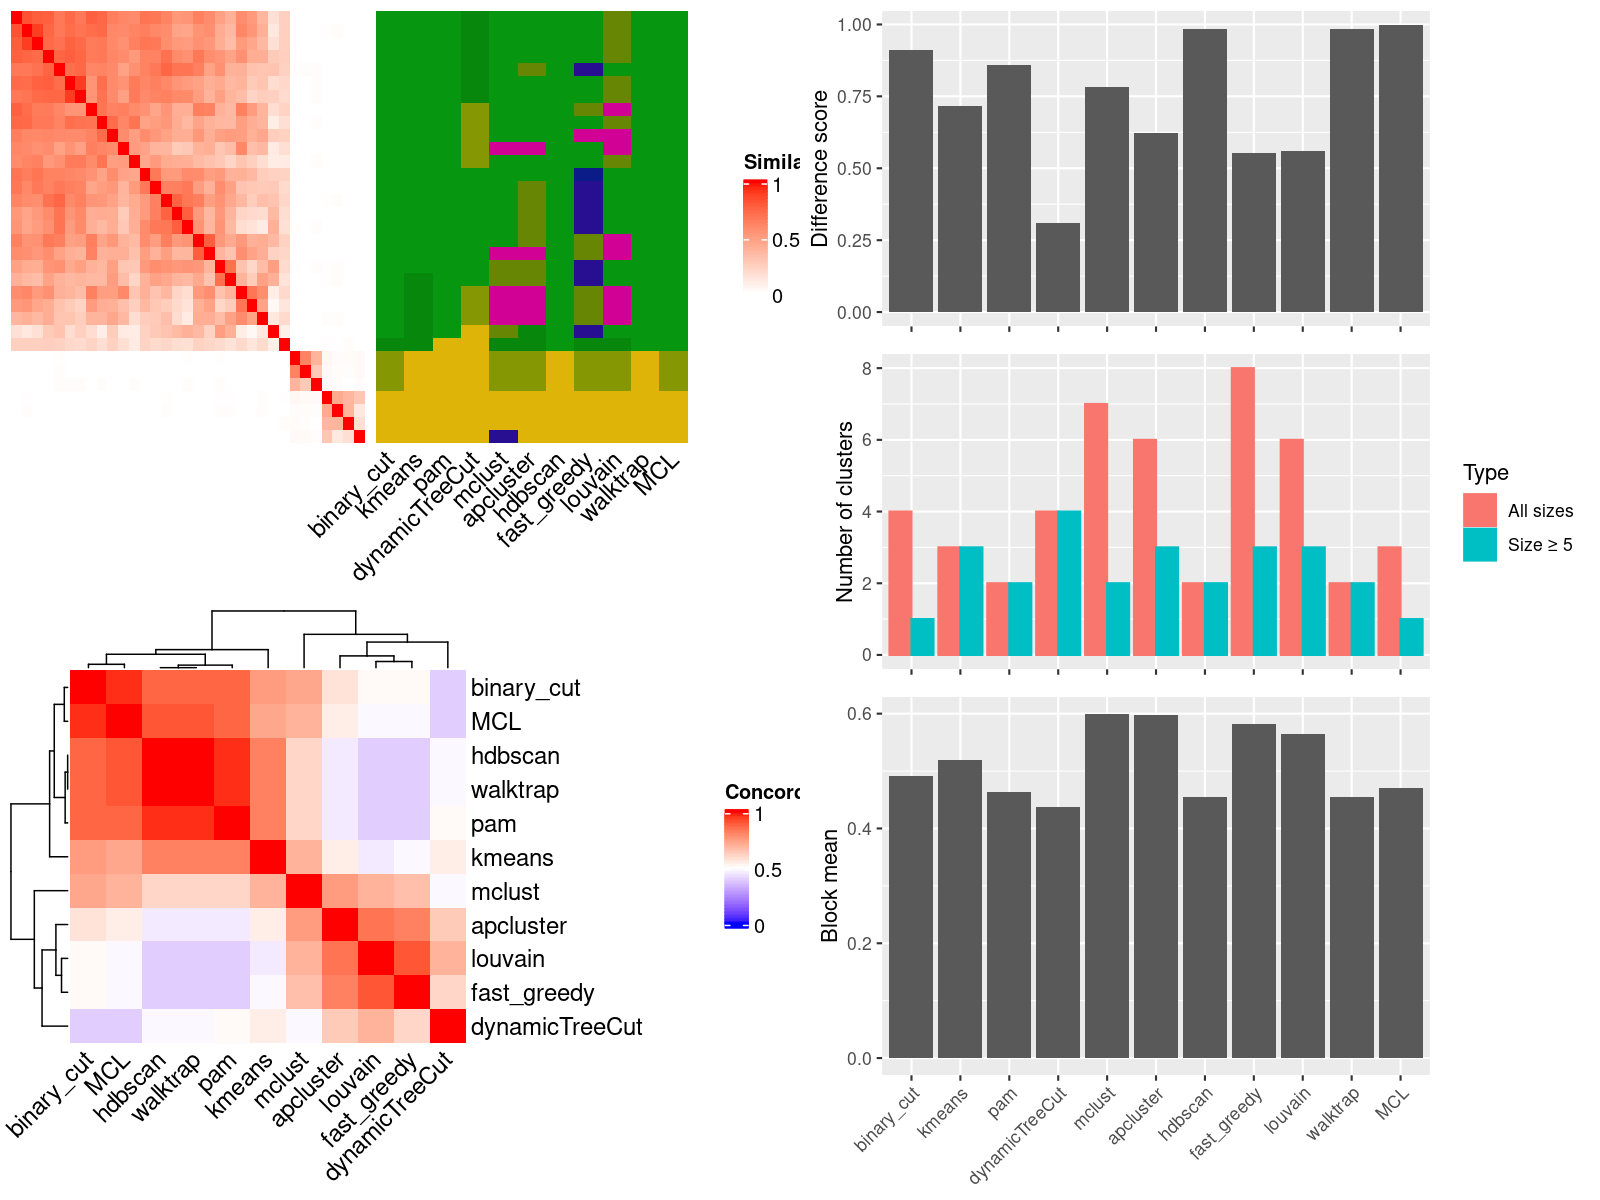 Simila
1
0.5
0
binary_cut
kmeans
pam
dynamicTreeCut
mclust
apcluster
hdbscan
fast_greedy
louvain
walktrap
MCL
binary_cut
MCL
hdbscan
walktrap
pam
kmeans
mclust
apcluster
louvain
fast_greedy
dynamicTreeCut
binary_cut
MCL
hdbscan
walktrap
pam
kmeans
mclust
apcluster
louvain
fast_greedy
dynamicTreeCut
Concord
1
0.5
0
Difference score
1.00
0.75
0.50
0.25
0.00
Number of clusters
8
6
4
2
0
Type
All sizes
Size ≥ 5
Block mean
0.6
0.4
0.2
0.0
binary_cut
kmeans
pam
dynamicTreeCut
mclust
apcluster
hdbscan
fast_greedy
louvain
walktrap
MCL